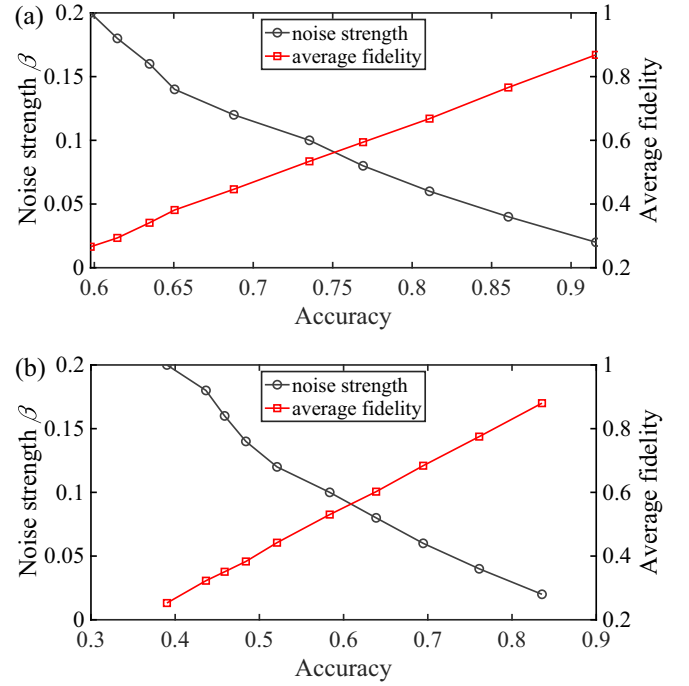 (a)
noise strength
average fidelity
Noise strength β
0.2
0.15
0.1
0.05
0
1
0.8
0.6
0.4
0.2
Average fidelity
0.6 0.65 0.7 0.75 0.8 0.85 0.9
Accuracy
(b)
noise strength
average fidelity
Noise strength β
0.2
0.15
0.1
0.05
0
1
0.8
0.6
0.4
0.2
Average fidelity
0.3 0.4 0.5 0.6 0.7 0.8 0.9
Accuracy